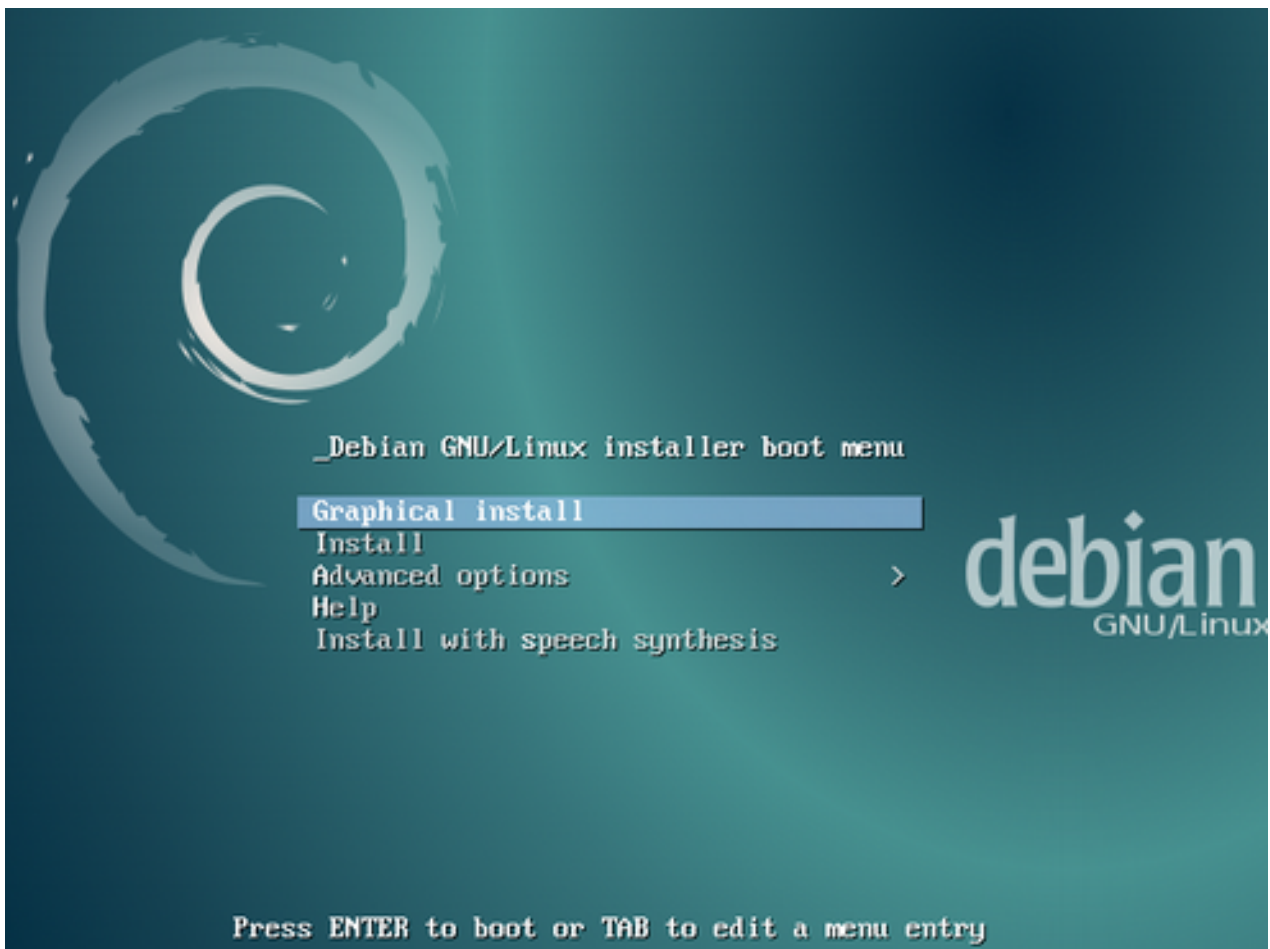 _Debian GNU/Linux installer boot menu
Graphical install
Install
Advanced options >
Help
Install with speech synthesis
debian
GNU/Linux
Press ENTER to boot or TAB to edit a menu entry